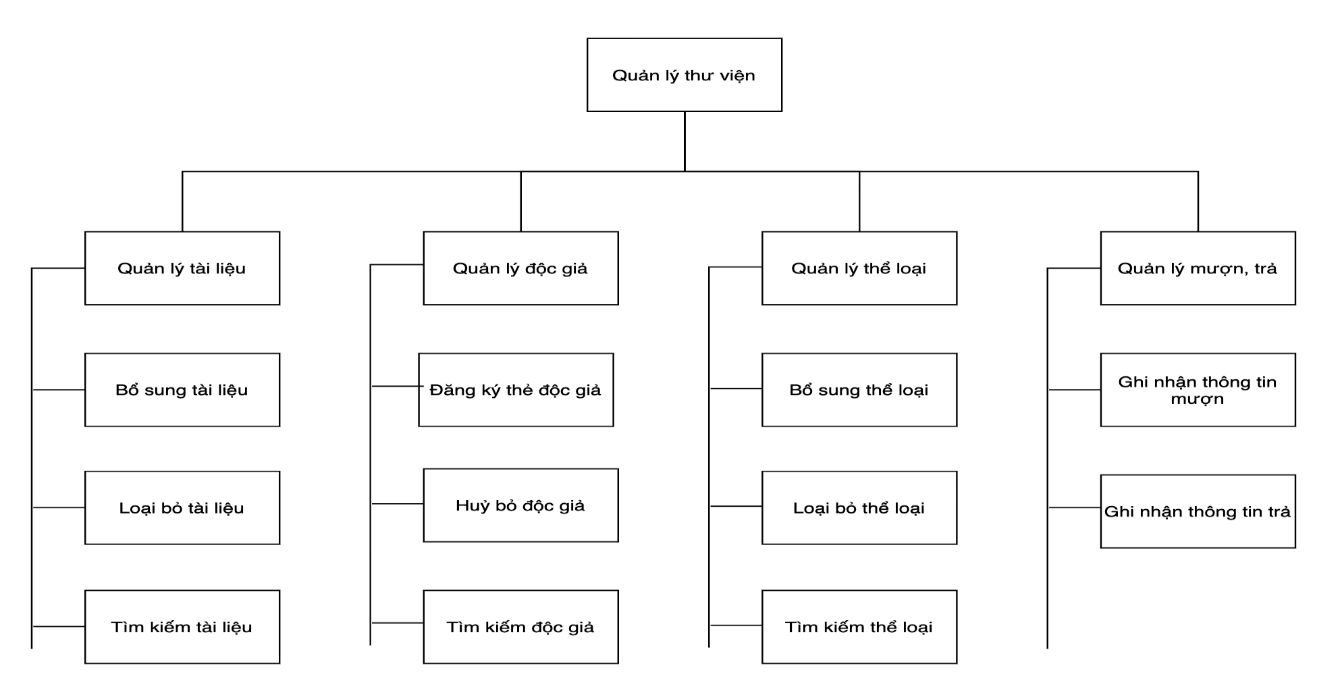 Quản lý thư viện
Quản lý tài liệu
Quản lý độc giả
Quản lý thể loại
Quản lý mượn, trả
Bổ sung tài liệu
Đăng ký thẻ độc giả
Bổ sung thể loại
Ghi nhận thông tin
mượn
Loại bỏ tài liệu
Huỷ bỏ độc giả
Loại bỏ thể loại
Ghi nhận thông tin trả
Tìm kiếm tài liệu
Tìm kiếm độc giả
Tìm kiếm thể loại